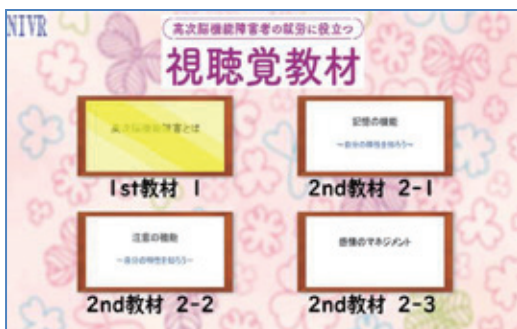 NIVR
高次脳機能障害者の就労に役立つ
視聴覚教材
高次脳機能障害とは
1st教材 1
記憶の機能
～自分の特性を知ろう～
2nd教材 2-1
注意の機能
～自分の特性を知ろう～
2nd教材 2-2
感情のマネジメント
2nd教材 2-3